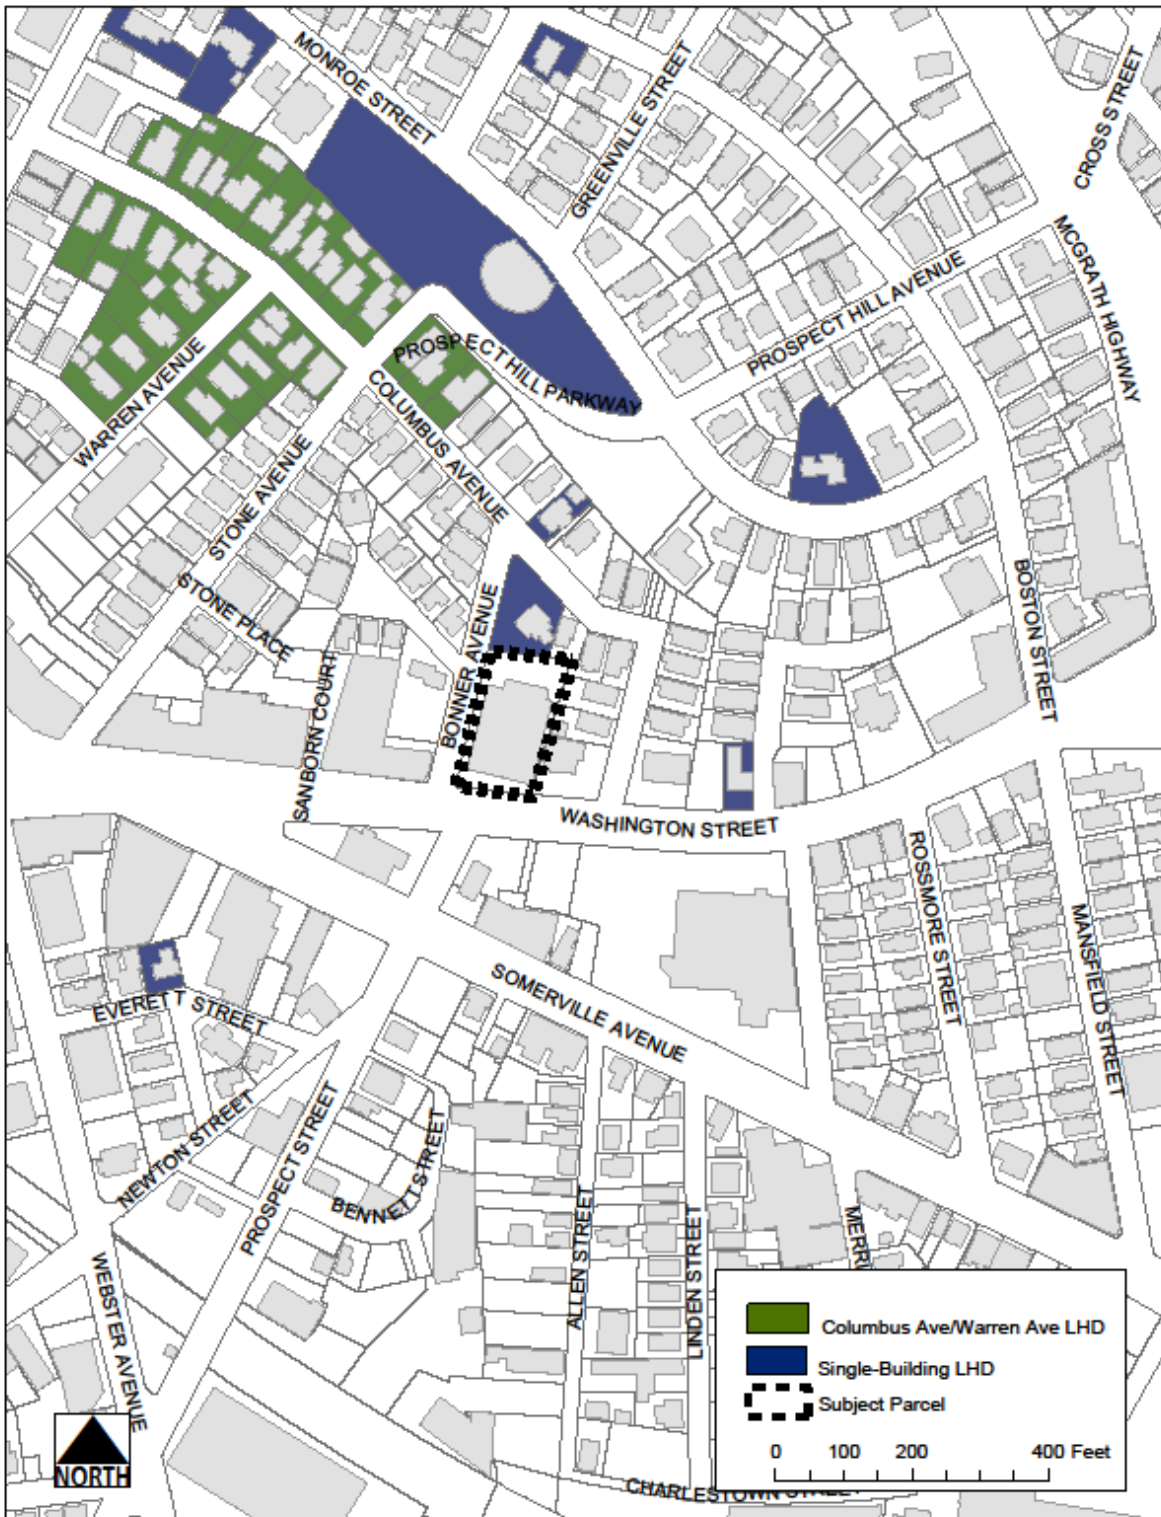 MONROE STREET
GREENVILLE STREET
CROSS STREET
MCGRATH HIGHWAY
PROSPECT HILL AVENUE
PROSPECT HILL PARKWAY
WARREN AVENUE
COLUMBUS AVENUE
STONE AVENUE
STONE PLACE
BONNER AVENUE
SANBORN COURT
BOSTON STREET
WASHINGTON STREET
ROSSMORE STREET
MANSFIELD STREET
SOMERVILLE AVENUE
EVERETT STREET
NEWTON STREET
PROSPECT STREET
BENNETT STREET
ALLEN STREET
LINDEN STREET
MERRI
WEBSTER AVENUE
CHARLESTOWN STREET
Columbus Ave/Warren Ave LHD
Single-Building LHD
Subject Parcel
0 100 200 400 Feet
NORTH